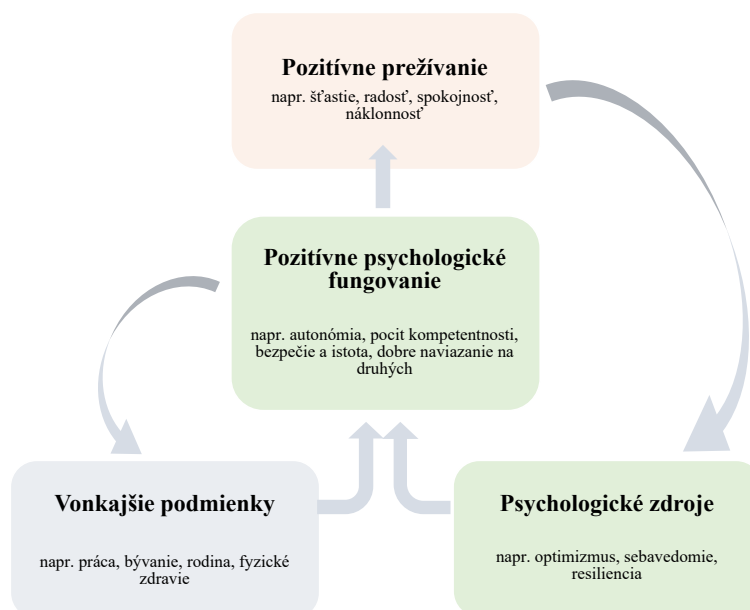 Pozitívne prežívanie
napr. šťastie, radosť, spokojnosť,
náklonnosť
Pozitívne psychologické
fungovanie
napr. autonómia, pocit kompetentnosti,
bezpečie a istota, dobre naviazanie na
druhých
Vonkajšie podmienky
napr. práca, bývanie, rodina, fyzické
zdravie
Psychologické zdroje
napr. optimizmus, sebavedomie,
resiliencia